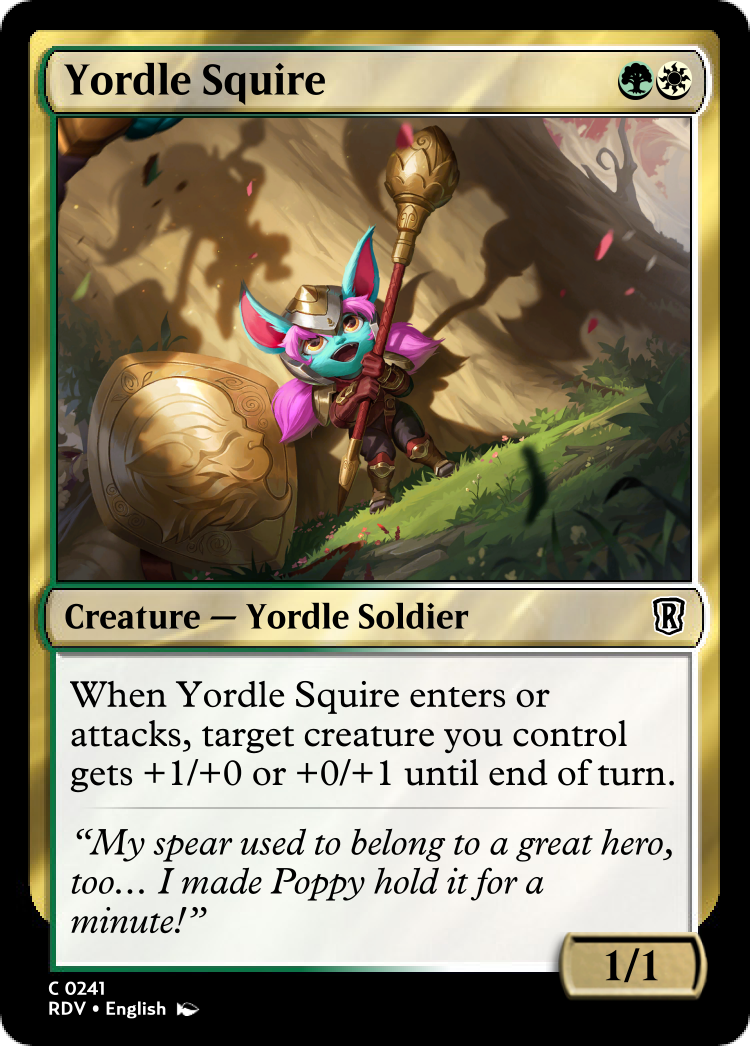 Yordle Squire
Creature — Yordle Soldier
R
When Yordle Squire enters or
attacks, target creature you control
gets +1/+0 or +0/+1 until end of turn.
“My spear used to belong to a great hero,
too... I made Poppy hold it for a
minute!”
1/1
C 0241
RDV • English